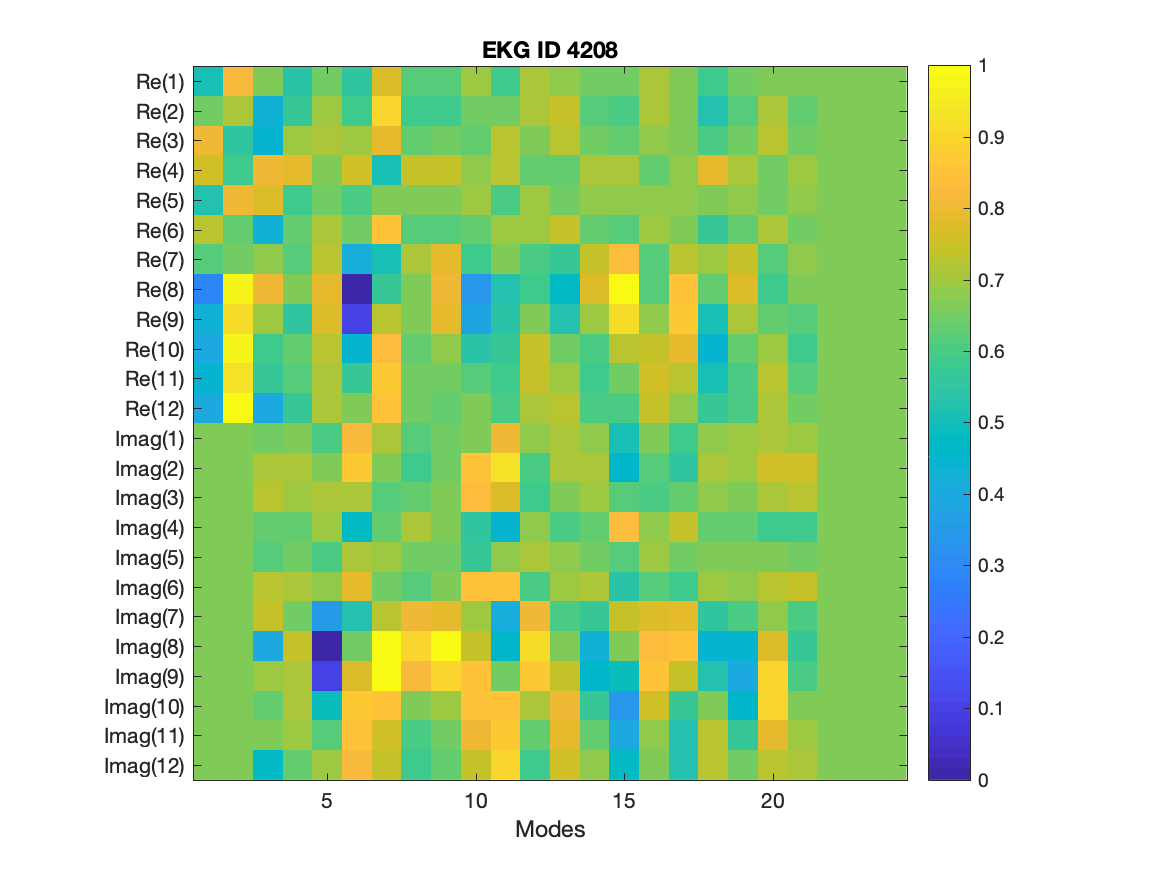 EKG ID 4208
Re(1)
Re(2)
Re(3)
Re(4)
Re(5)
Re(6)
Re(7)
Re(8)
Re(9)
Re(10)
Re(11)
Re(12)
Imag(1)
Imag(2)
Imag(3)
Imag(4)
Imag(5)
Imag(6)
Imag(7)
Imag(8)
Imag(9)
Imag(10)
Imag(11)
Imag(12)
5 10 15 20
Modes
1
0.9
0.8
0.7
0.6
0.5
0.4
0.3
0.2
0.1
0